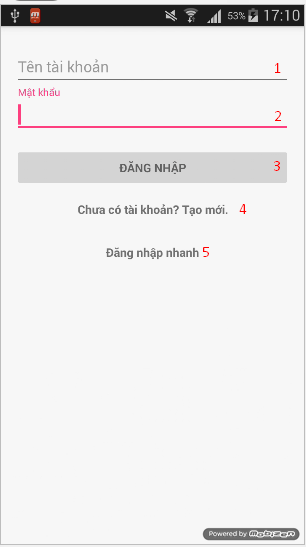 53% 17:10
Tên tài khoản 1
Mật khẩu
2
ĐĂNG NHẬP 3
Chưa có tài khoản? Tạo mới. 4
Đăng nhập nhanh 5
Powered by mobizen